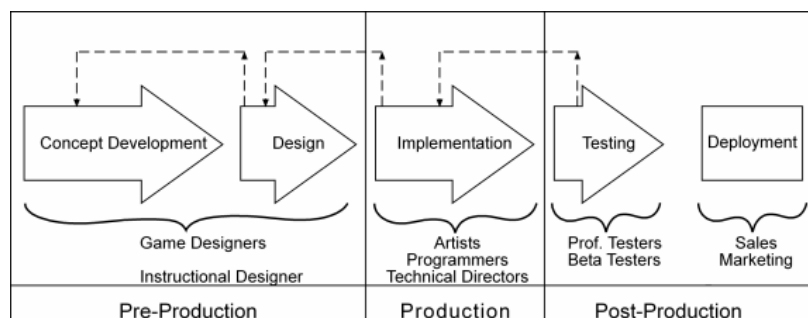 Concept Development
Design
Implementation
Testing
Deployment
Game Designers
Instructional Designer
Artists
Programmers
Technical Directors
Prof. Testers
Beta Testers
Sales
Marketing
Pre-Production
Production
Post-Production